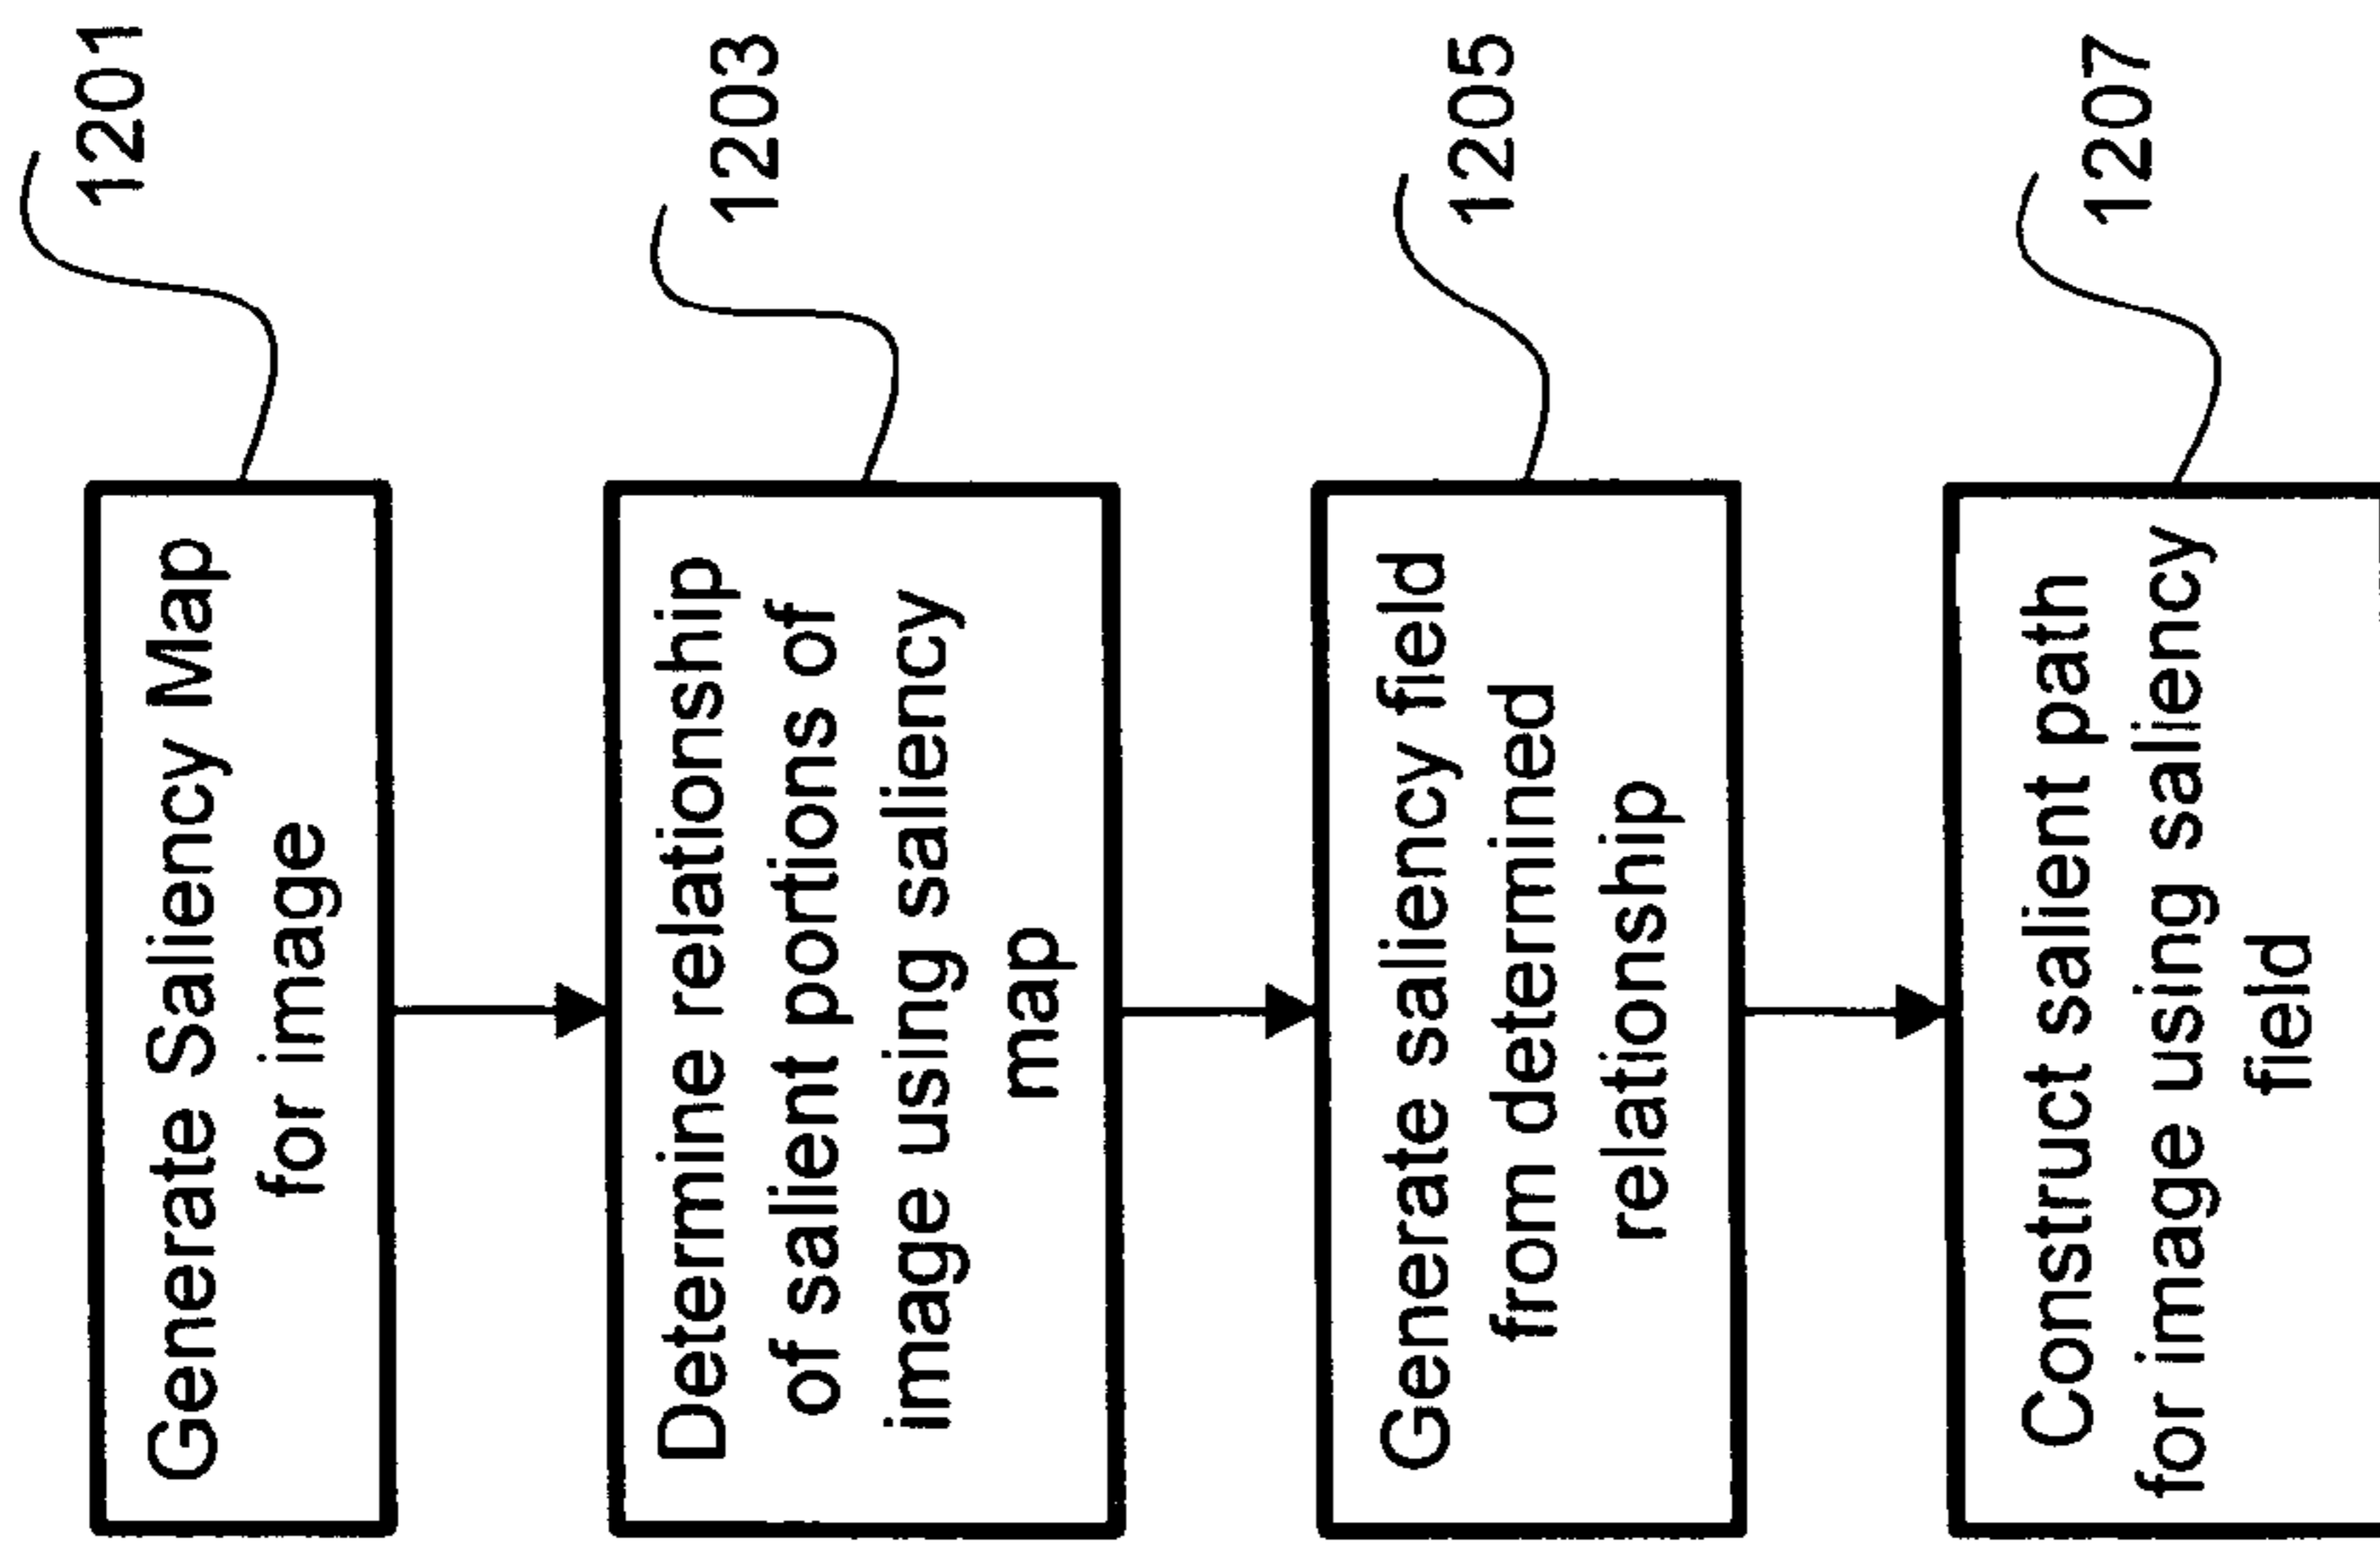 Generate Saliency Map
for image
1201
Determine relationship
of salient portions of
image using saliency
map
1203
Generate saliency field
from determined
relationship
1205
Construct salient path
for image using saliency
field
1207